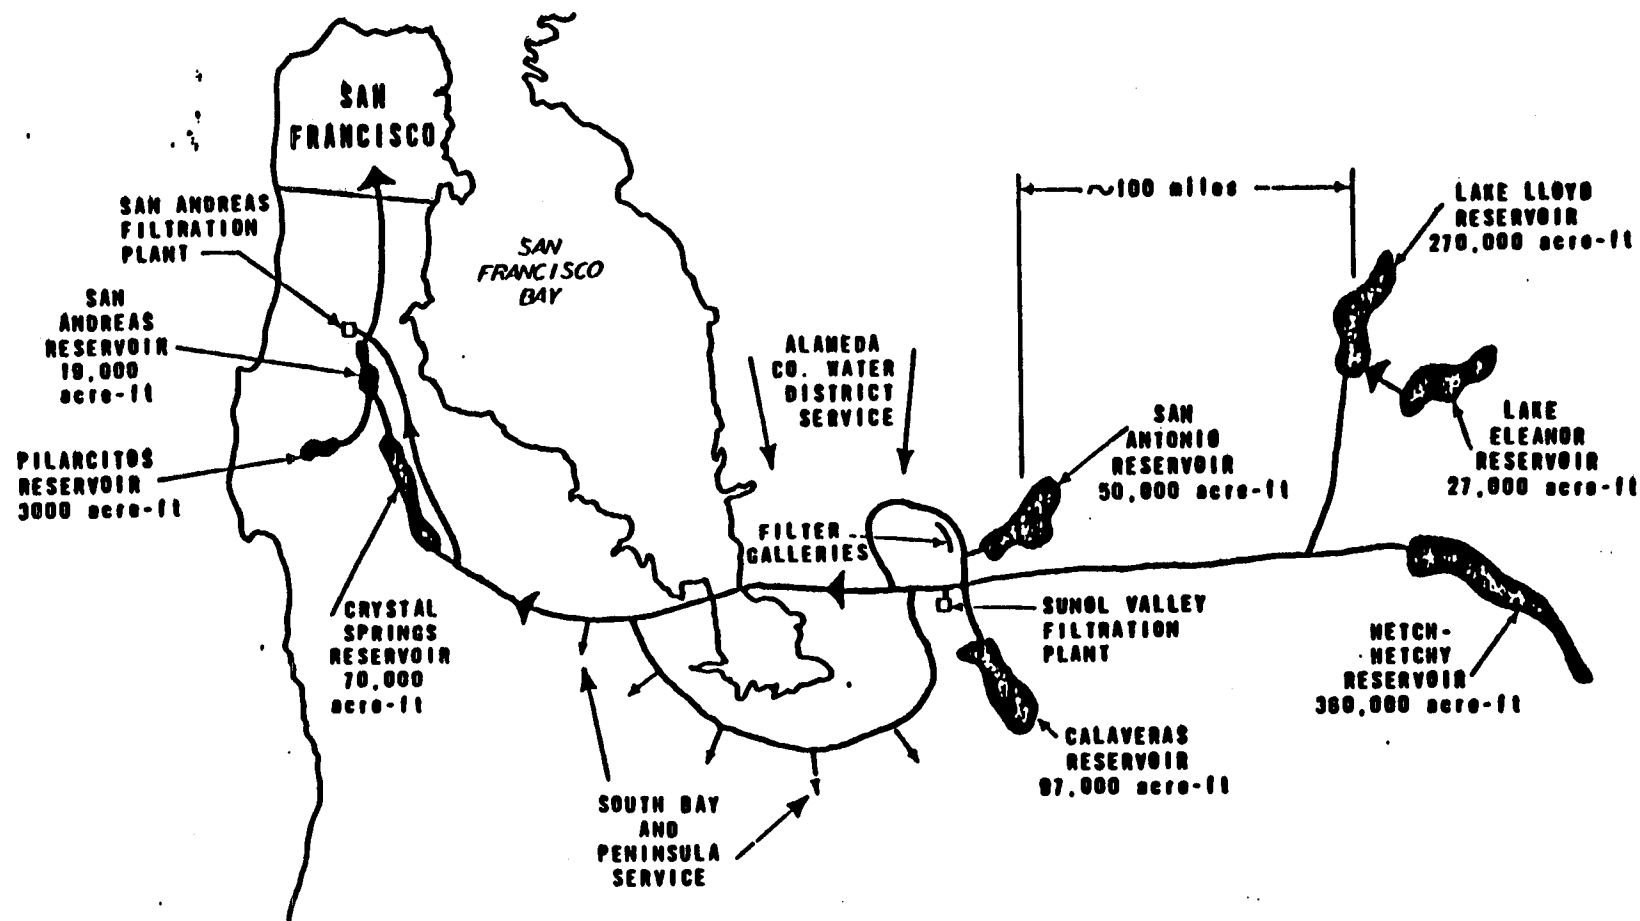 SAN
FRANCISCO
SAN ANDREAS
FILTRATION
PLANT
SAN
ANDREAS
RESERVOIR
19,000
acre-ft
PILARCITOS
RESERVOIR
3000 acre-ft
SAN
FRANCISCO
BAY
ALAMEDA
CO. WATER
DISTRICT
SERVICE
~100 miles
LAKE LLOYD
RESERVOIR
270,000 acre-ft
SAN
ANTONIO
RESERVOIR
50,000 acre-ft
LAKE
ELEANOR
RESERVOIR
27,000 acre-ft
FILTER
GALLERIES
CRYSTAL
SPRINGS
RESERVOIR
70,000
acre-ft
SUNOL VALLEY
FILTRATION
PLANT
HETCH-
HETCHY
RESERVOIR
360,000 acre-ft
CALAVERAS
RESERVOIR
97,000 acre-ft
SOUTH BAY
AND
PENINSULA
SERVICE